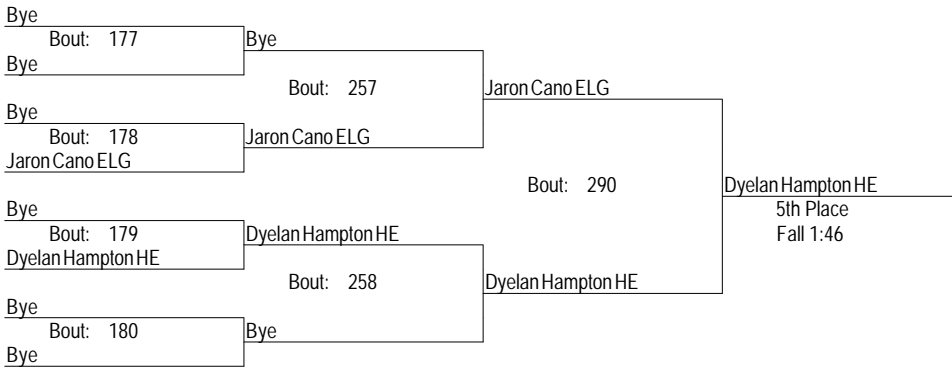 Bye
Bout: 177
Bye
Bye
Bout: 257
Jaron Cano ELG
Bye
Bout: 178
Jaron Cano ELG
Jaron Cano ELG
Bout: 290
Dyelan Hampton HE
5th Place
Fall 1:46
Bye
Bout: 179
Dyelan Hampton HE
Dyelan Hampton HE
Bout: 258
Dyelan Hampton HE
Bye
Bout: 180
Bye
Bye